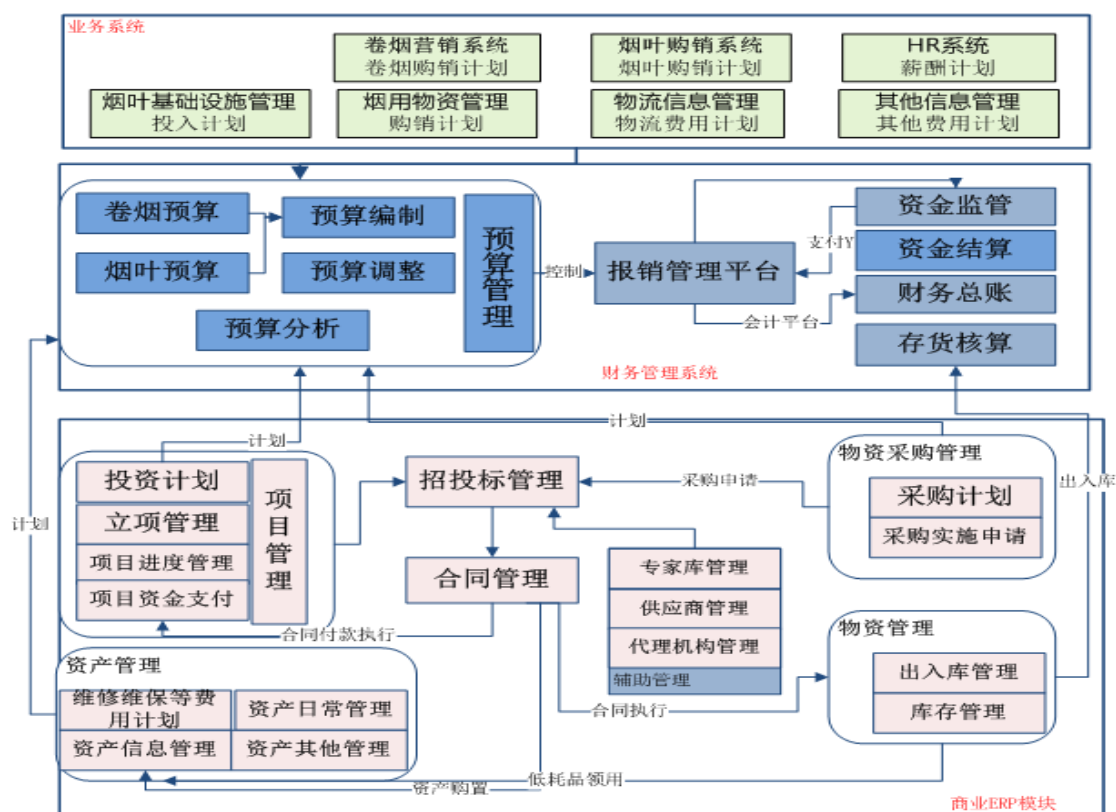 业务系统
卷烟营销系统
卷烟购销计划
烟叶购销系统
烟叶购销计划
HR系统
薪酬计划
烟叶基础设施管理
投入计划
烟用物资管理
购销计划
物流信息管理
物流费用计划
其他信息管理
其他费用计划
卷烟预算
烟叶预算
预算编制
预算调整
预算分析
预算管理
控制
报销管理平台
支付Y
会计平台
资金监管
资金结算
财务总账
存货核算
财务管理系统
计划
计划
计划
投资计划
立项管理
项目进度管理
项目资金支付
项目管理
招投标管理
合同管理
采购申请
物资采购管理
采购计划
采购实施申请
出入库
专家库管理
供应商管理
代理机构管理
辅助管理
合同付款执行
合同执行
物资管理
出入库管理
库存管理
资产管理
维修维保等费
用计划
资产日常管理
资产信息管理
资产其他管理
低耗品领用
资产购置
商业ERP模块